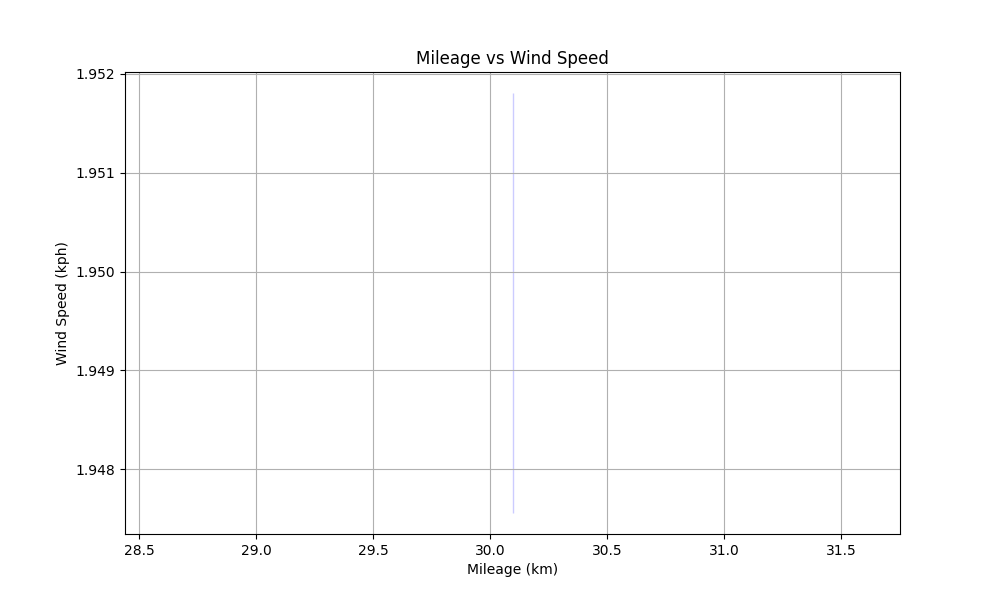 Mileage vs Wind Speed
1.952
1.951
1.950
1.949
1.948
Wind Speed (kph)
28.5 29.0 29.5 30.0 30.5 31.0 31.5
Mileage (km)